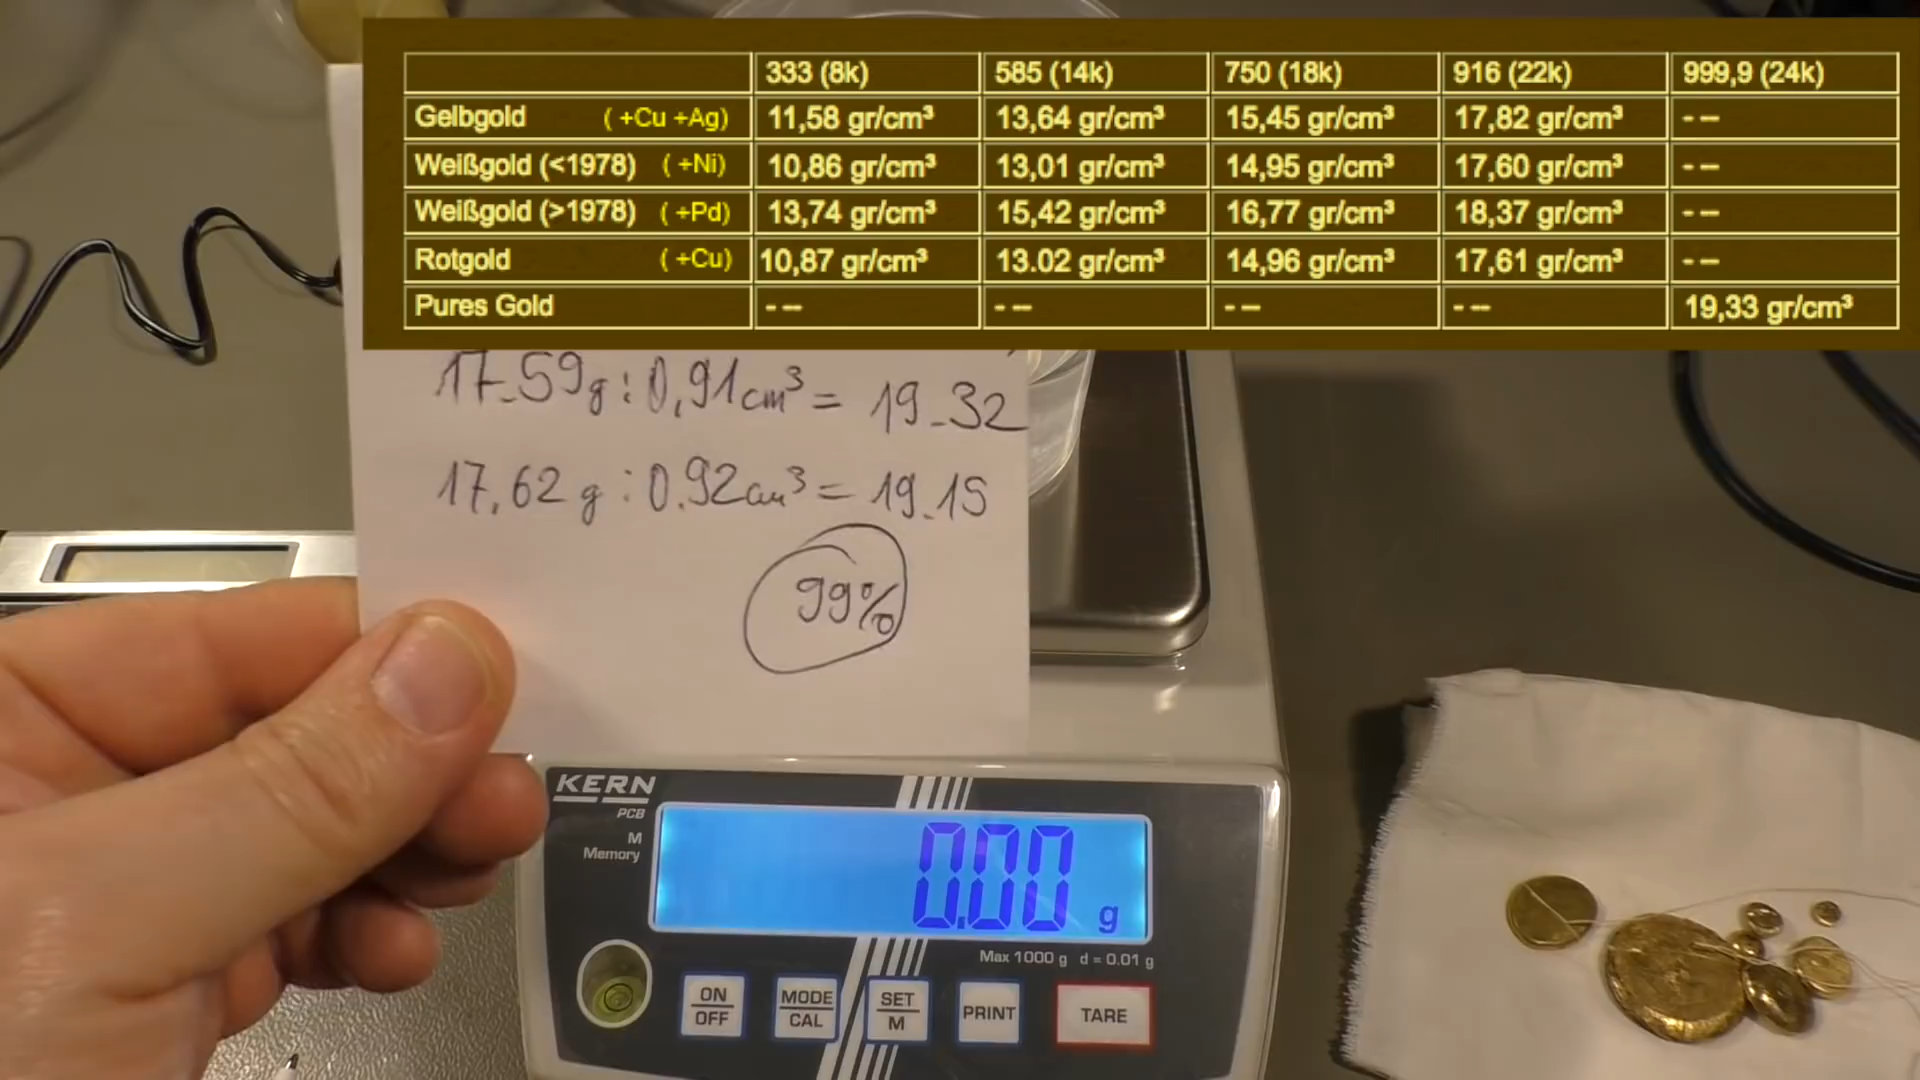 333 (8k) 585 (14k) 750 (18k) 916 (22k) 999,9 (24k)
Gelbgold ( +Cu +Ag) 11,58 gr/cm³ 13,64 gr/cm³ 15,45 gr/cm³ 17,82 gr/cm³ - --
Weißgold (<1978) ( +Ni) 10,86 gr/cm³ 13,01 gr/cm³ 14,95 gr/cm³ 17,60 gr/cm³ - --
Weißgold (>1978) ( +Pd) 13,74 gr/cm³ 15,42 gr/cm³ 16,77 gr/cm³ 18,37 gr/cm³ - --
Rotgold ( +Cu) 10,87 gr/cm³ 13.02 gr/cm³ 14,96 gr/cm³ 17,61 gr/cm³ - --
Pures Gold - -- - -- - -- - -- 19,33 gr/cm³
17.59g : 0,91cm³ = 19.32
17,62 g : 0.92cm³ = 19.15
99%
KERN
PCB
M
Memory
0.00 g
Max 1000 g d = 0.01 g
ON
OFF
MODE
CAL
SET
M
PRINT
TARE